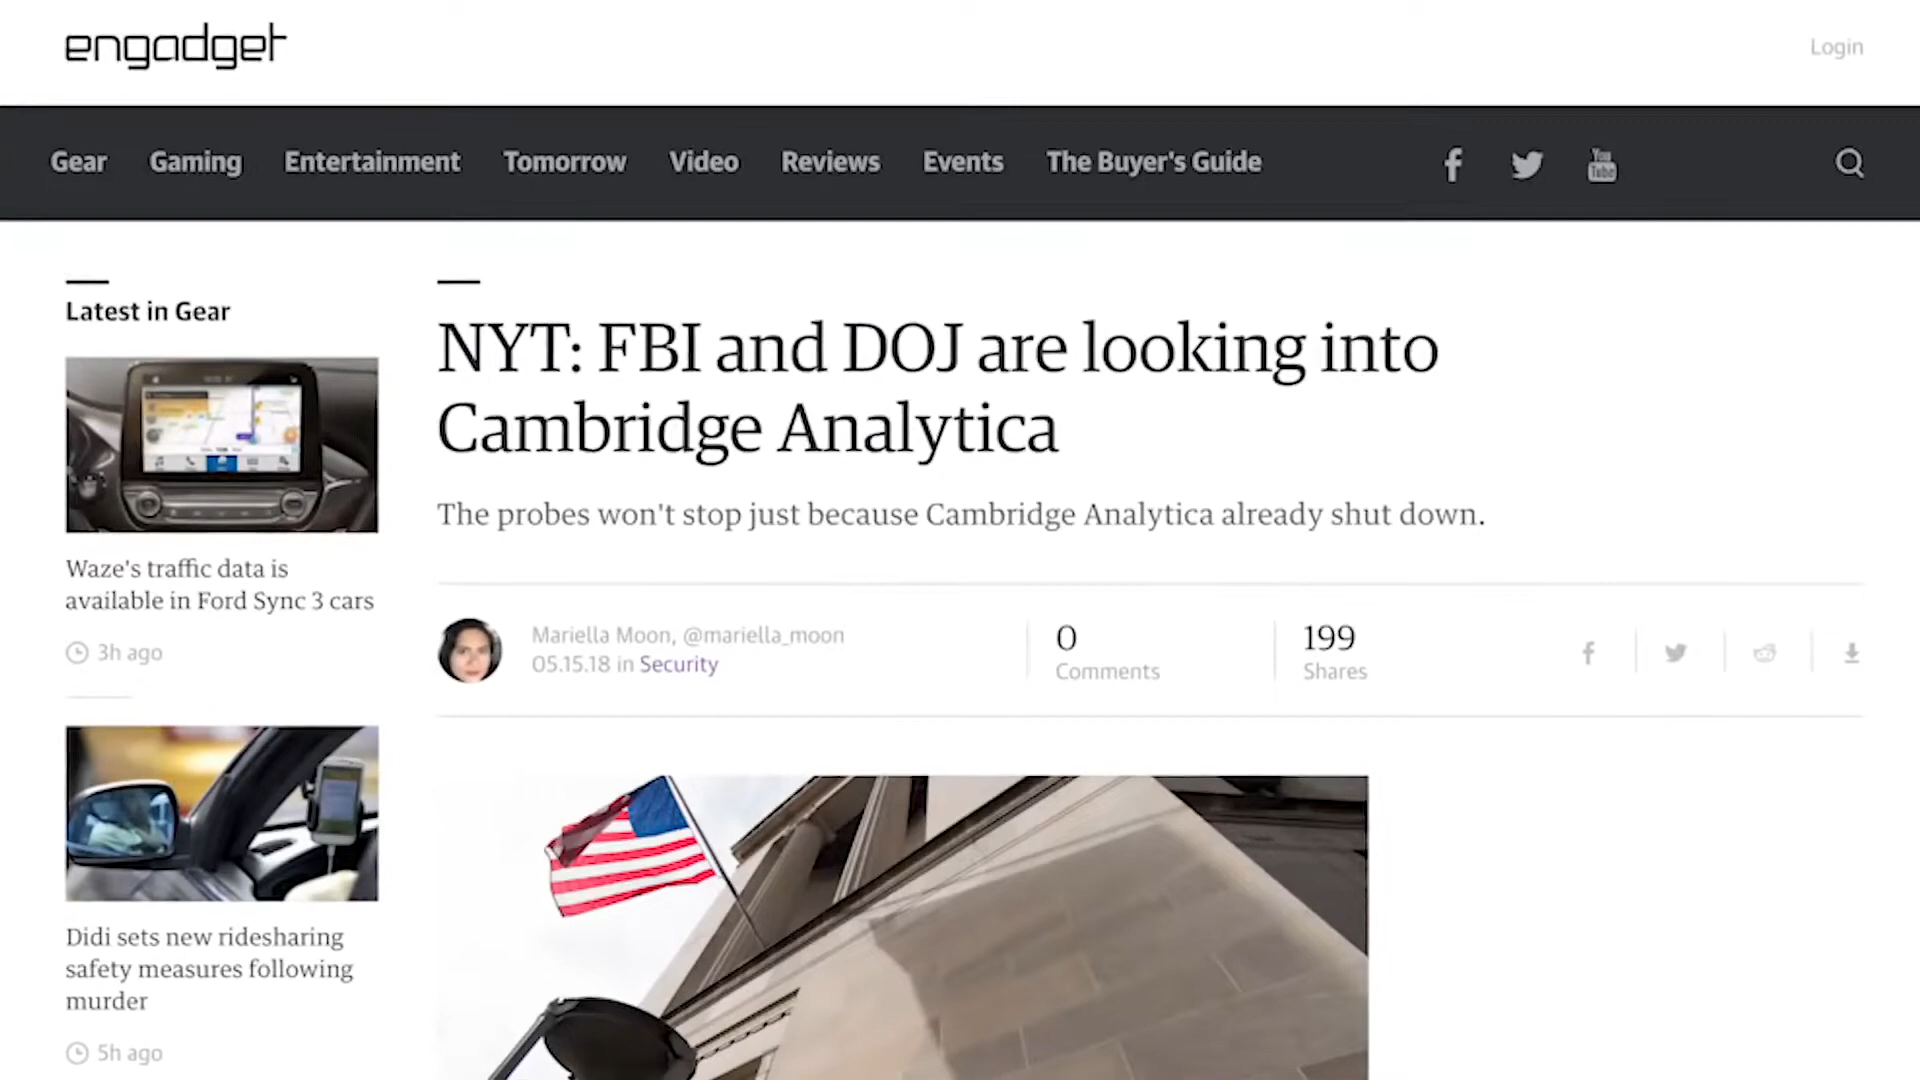 engadget
Login
Gear Gaming Entertainment Tomorrow Video Reviews Events The Buyer's Guide
You
Tube
Latest in Gear
Waze's traffic data is
available in Ford Sync 3 cars
3h ago
Didi sets new ridesharing
safety measures following
murder
5h ago
NYT: FBI and DOJ are looking into
Cambridge Analytica
The probes won't stop just because Cambridge Analytica already shut down.
Mariella Moon, @mariella_moon
05.15.18 in Security
0
Comments
199
Shares